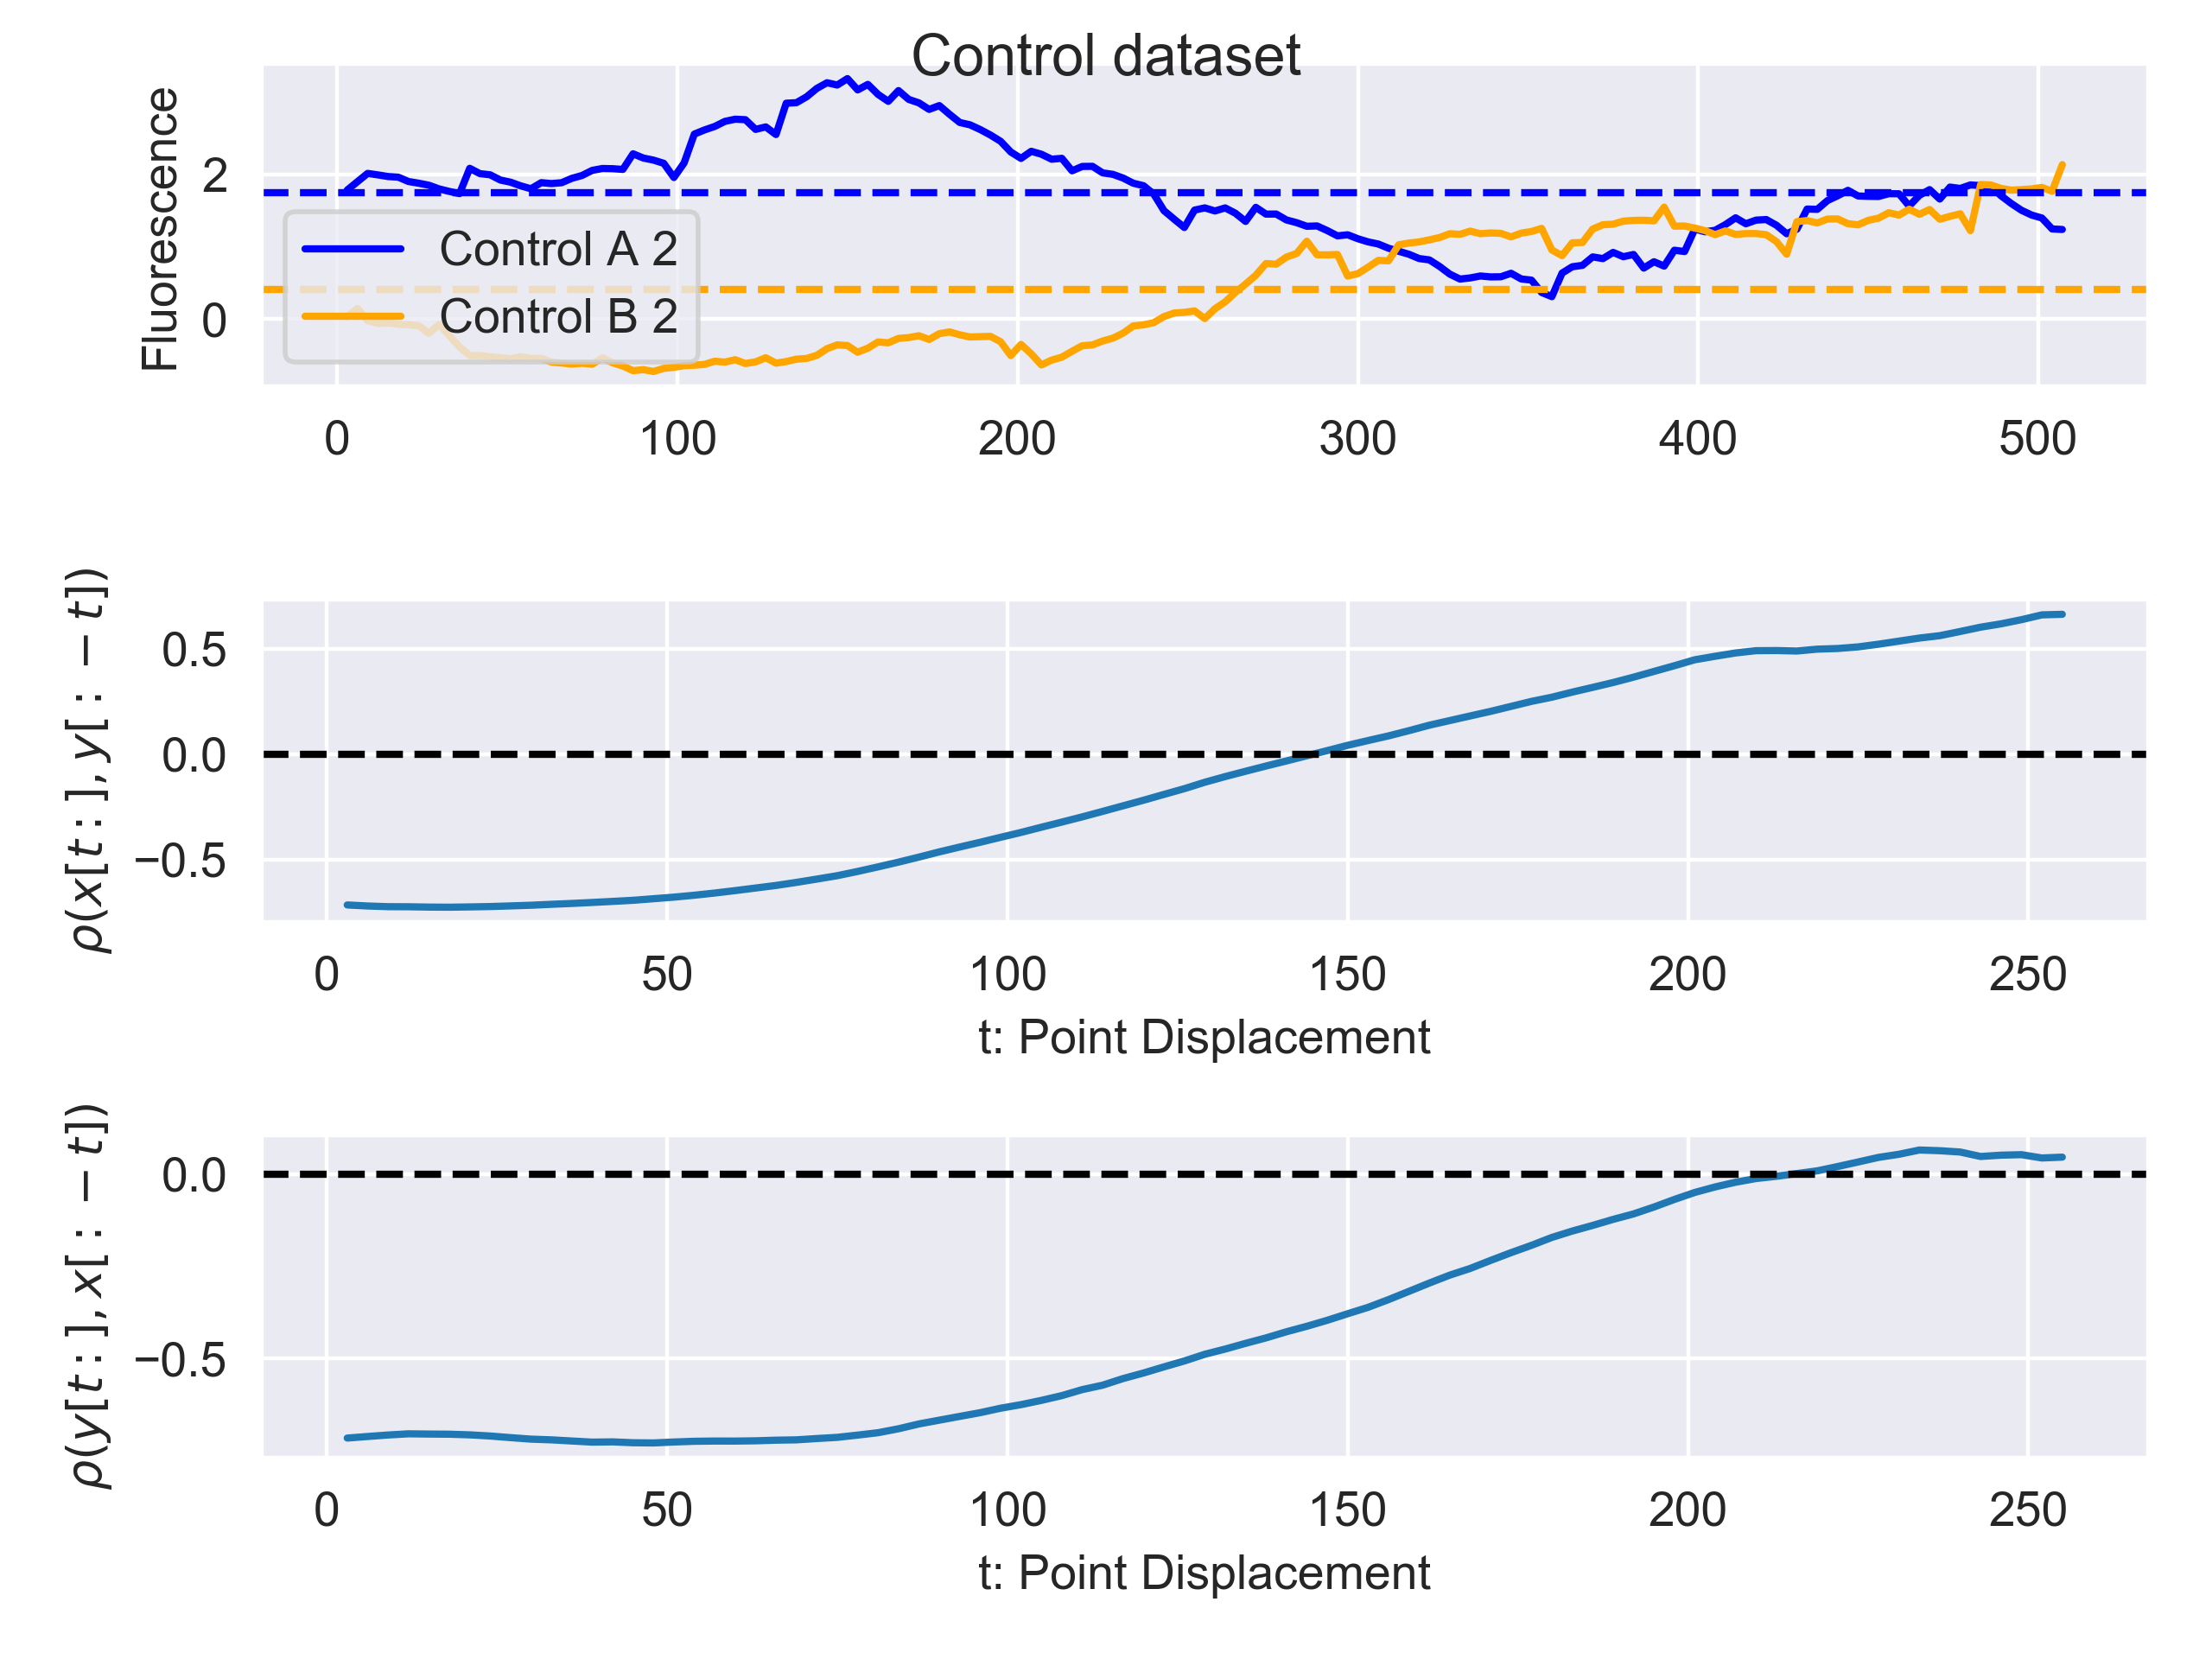 Control dataset
Fluorescence
2
0
Control A 2
Control B 2
0 100 200 300 400 500
ρ(x[t:], y[: −t])
0.5
0.0
−0.5
0 50 100 150 200 250
t: Point Displacement
ρ(y[t:], x[: −t])
0.0
−0.5
0 50 100 150 200 250
t: Point Displacement